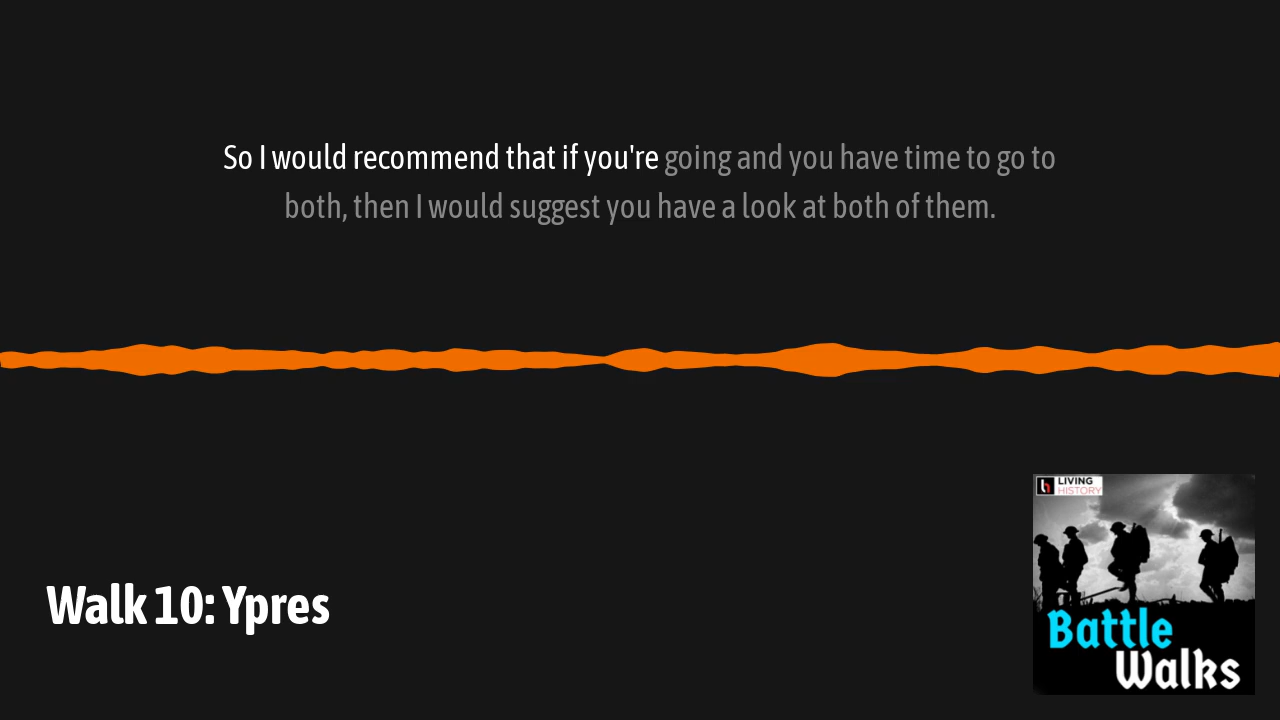 So I would recommend that if you're going and you have time to go to
both, then I would suggest you have a look at both of them.
LIVING
HISTORY
Walk 10: Ypres
Battle
Walks